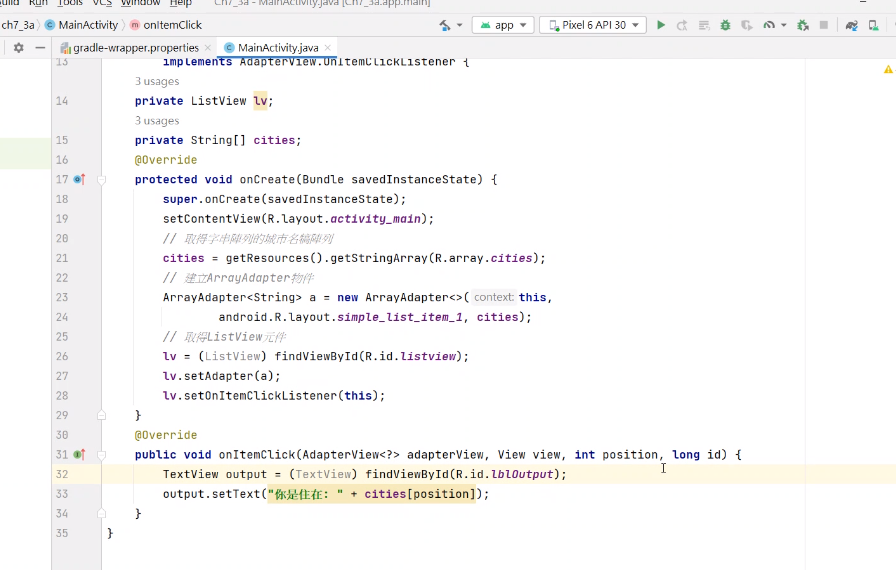 Build Run Tools VCS Window Help Ch7_3a - MainActivity.java [Ch7_3a.app.main]
ch7_3a MainActivity onItemClick app Pixel 6 API 30
gradle-wrapper.properties MainActivity.java
13 implements AdapterView.OnItemClickListener {
3 usages
14 private ListView lv;
3 usages
15 private String[] cities;
16 @Override
17 protected void onCreate(Bundle savedInstanceState) {
18 super.onCreate(savedInstanceState);
19 setContentView(R.layout.activity_main);
20 // 取得字串陣列的城市名稱陣列
21 cities = getResources().getStringArray(R.array.cities);
22 // 建立ArrayAdapter物件
23 ArrayAdapter<String> a = new ArrayAdapter<>( context: this,
24 android.R.layout.simple_list_item_1, cities);
25 // 取得ListView元件
26 lv = (ListView) findViewById(R.id.listview);
27 lv.setAdapter(a);
28 lv.setOnItemClickListener(this);
29 }
30 @Override
31 public void onItemClick(AdapterView<?> adapterView, View view, int position, long id) {
32 TextView output = (TextView) findViewById(R.id.lblOutput);
33 output.setText("你是住在: " + cities[position]);
34 }
35 }